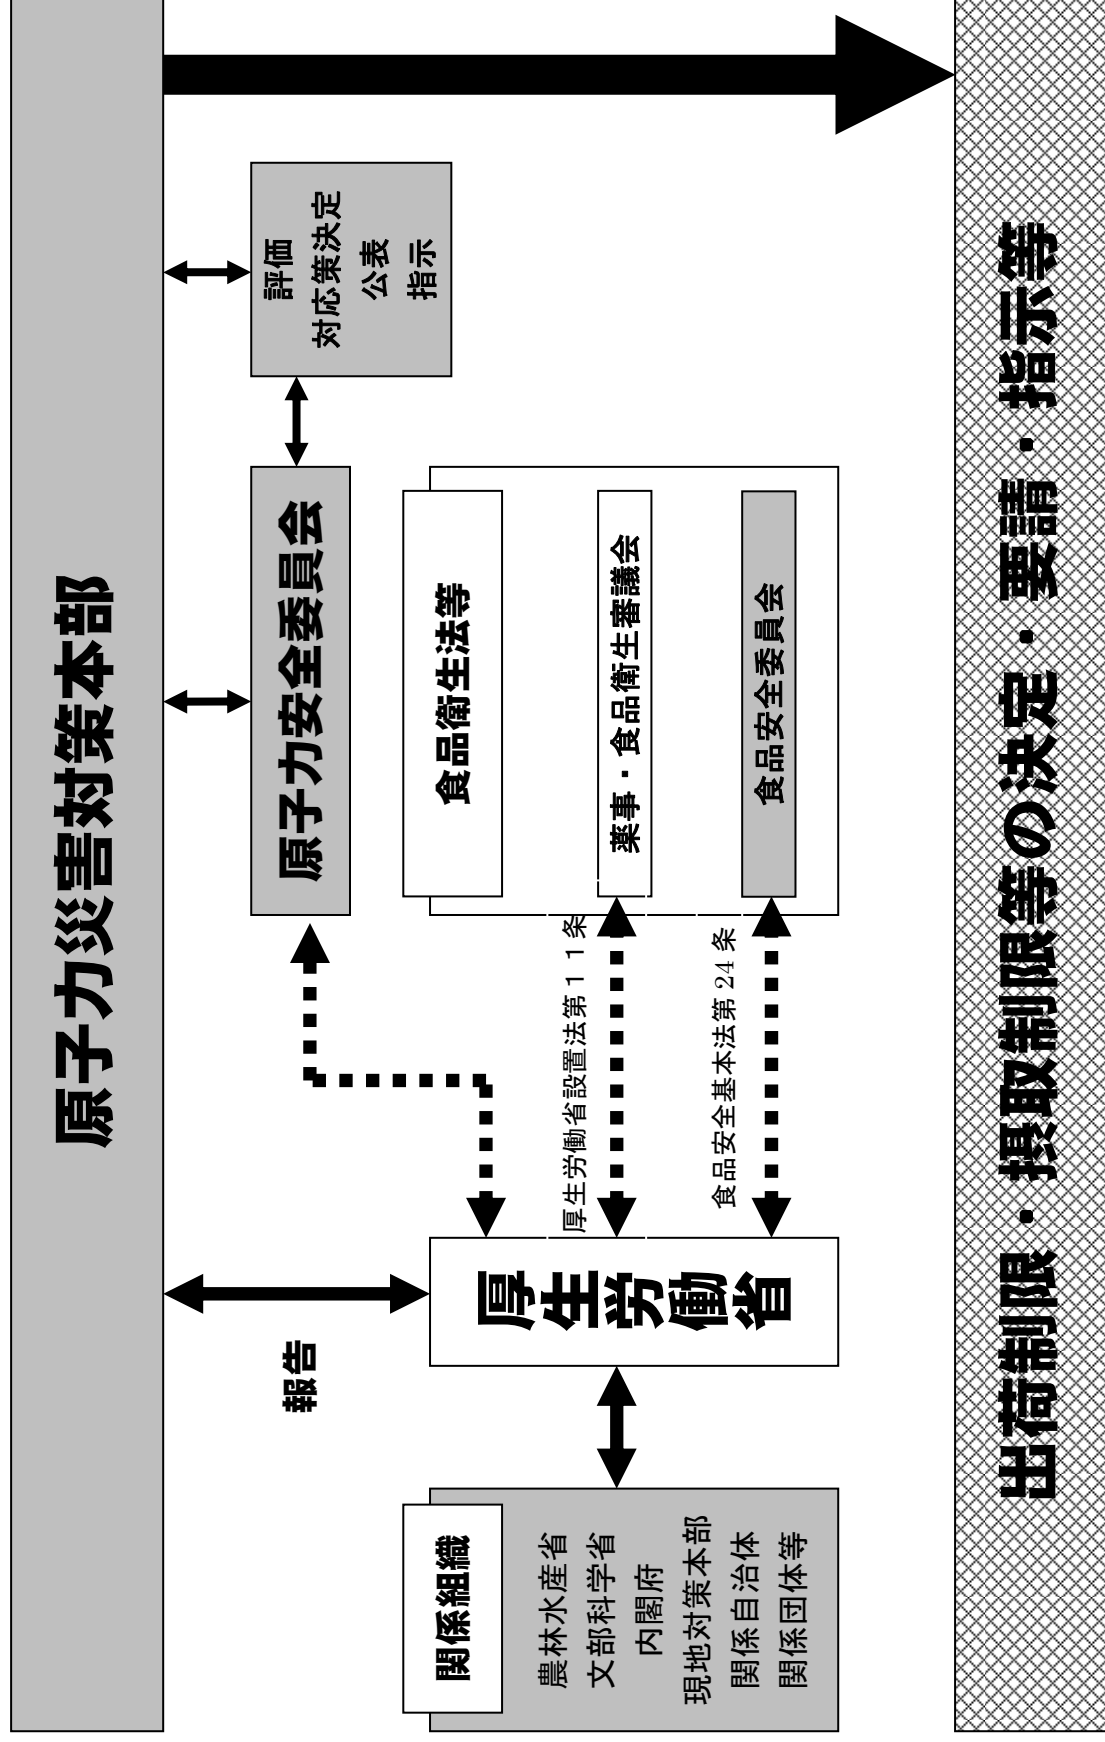 原子力災害対策本部
報告
原子力安全委員会
評価
対応策決定
公表
指示
関係組織
農林水産省
文部科学省
内閣府
現地対策本部
関係自治体
関係団体等
厚生労働省
厚生労働省設置法第１１条
食品安全基本法第 24 条
食品衛生法等
薬事・食品衛生審議会
食品安全委員会
出荷制限・摂取制限等の決定・要請・指示等